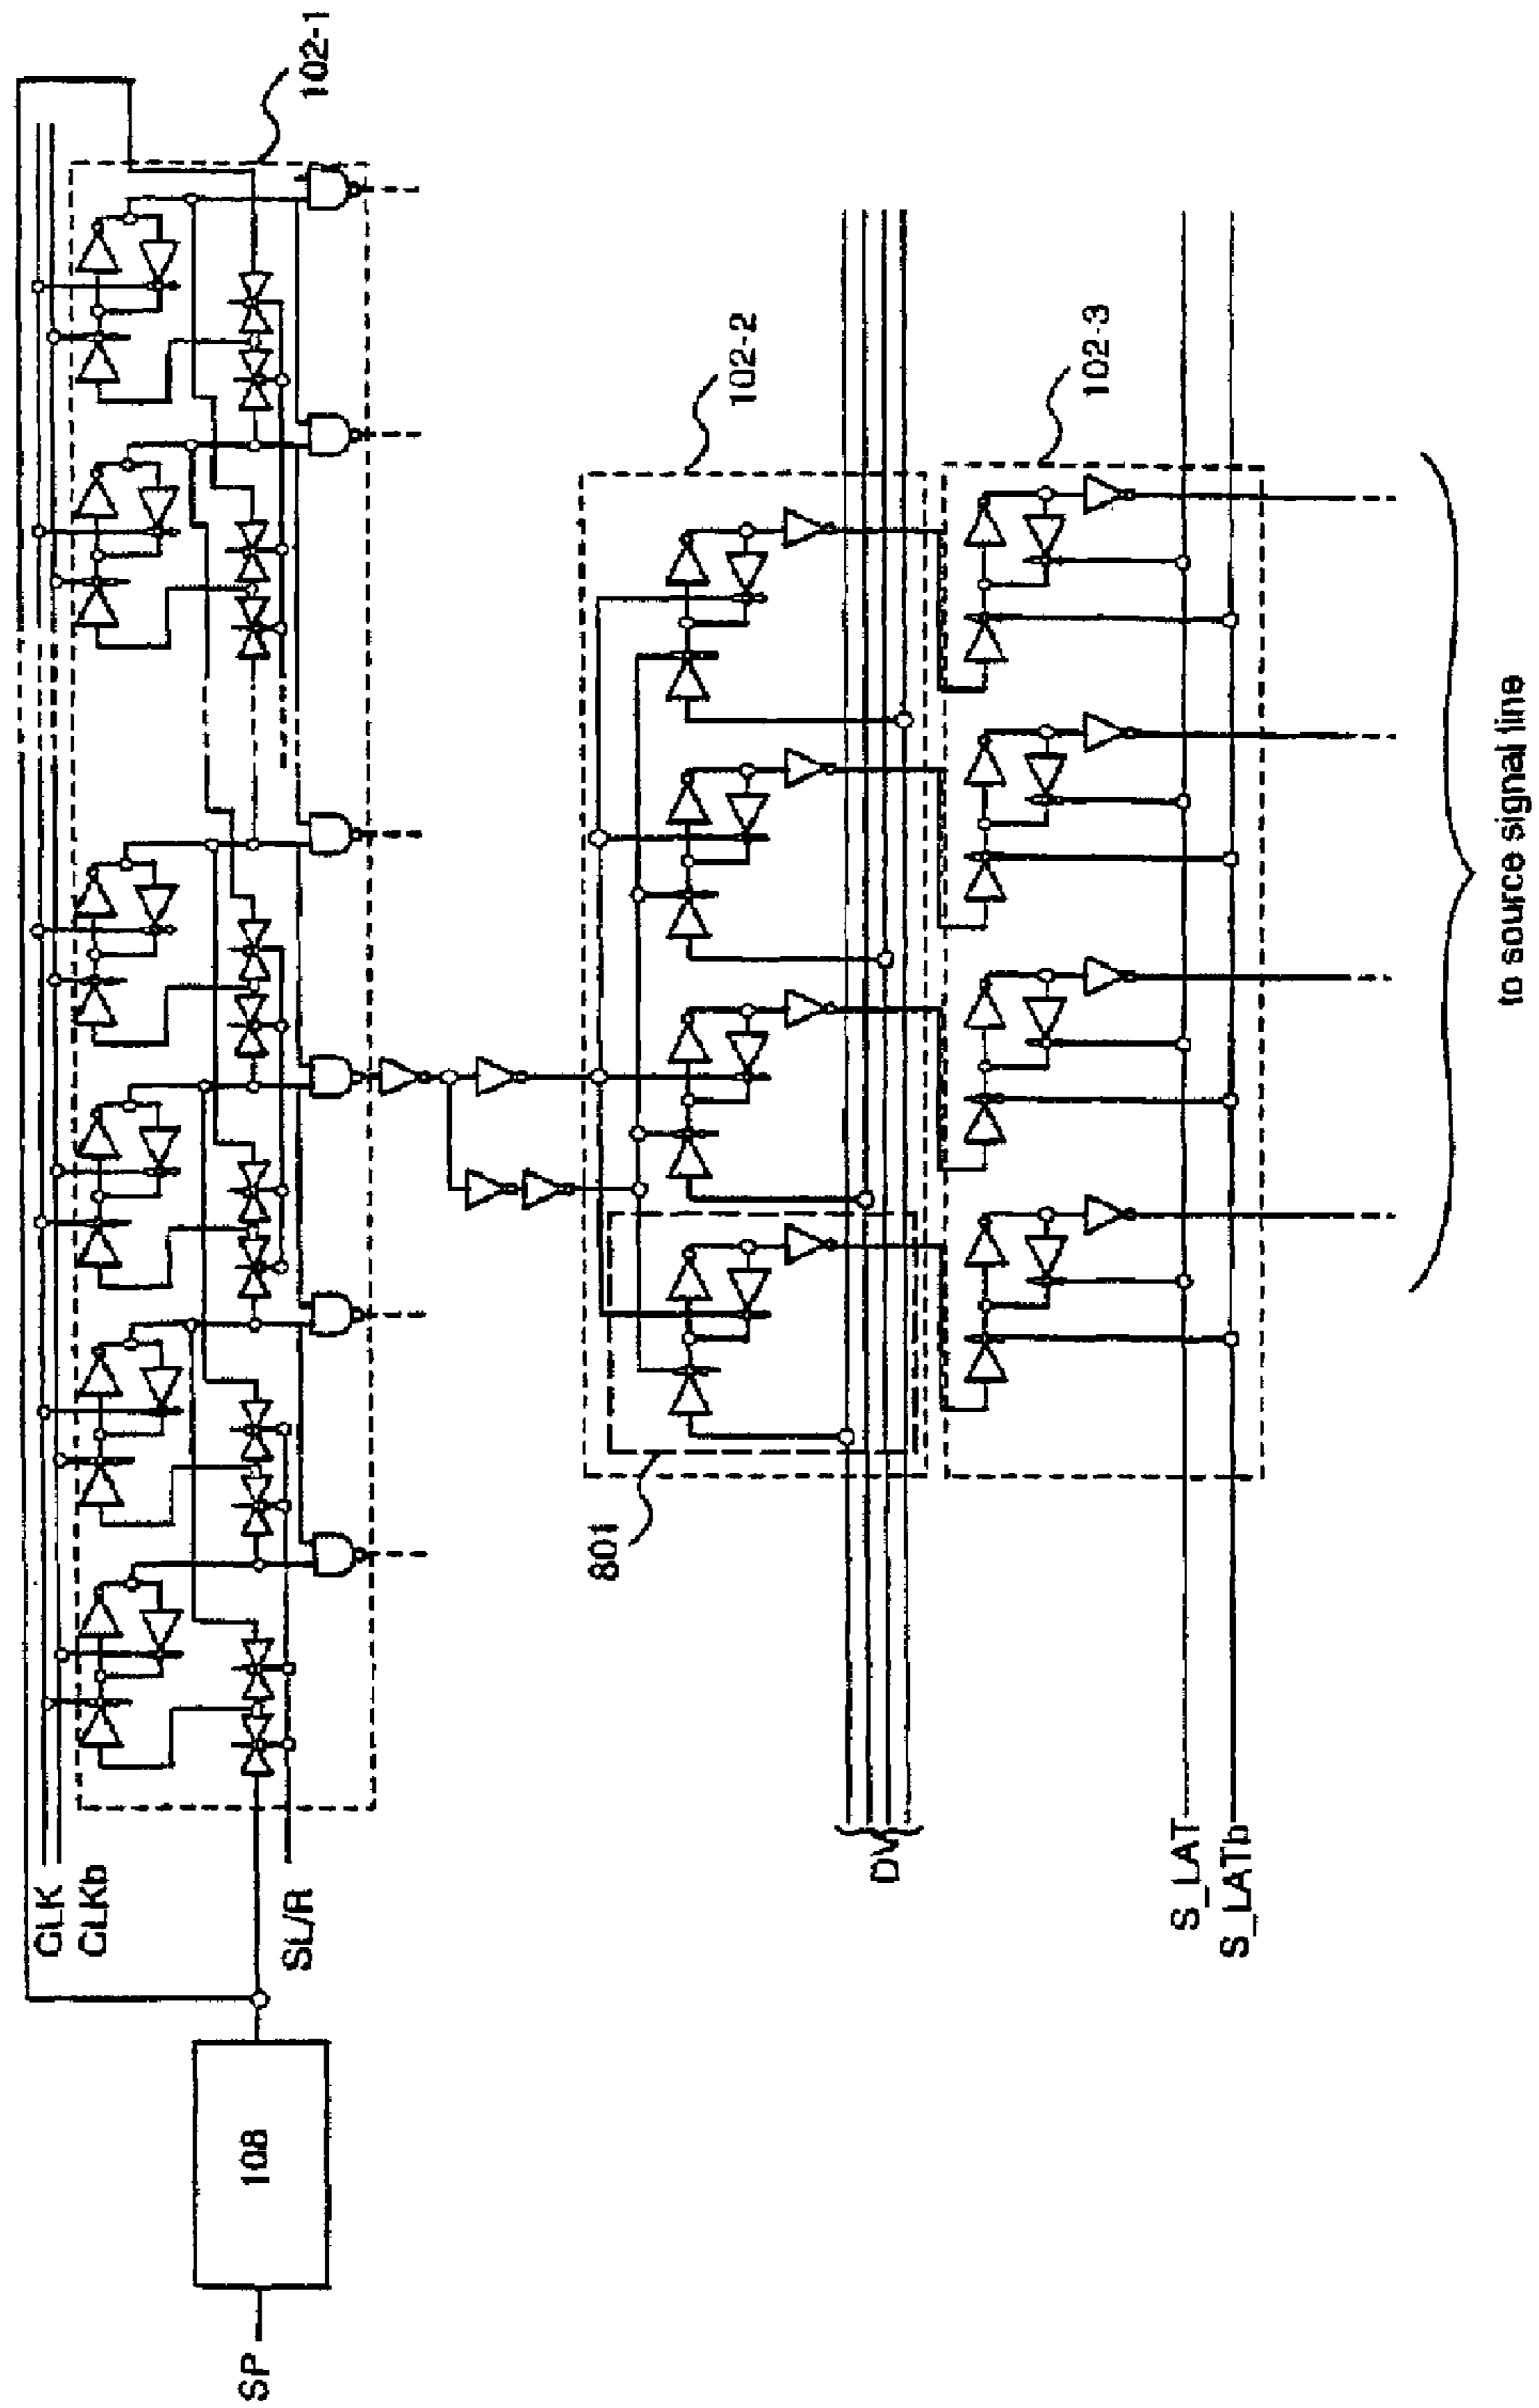 SP
108
CLK
CLKb
SL/R
102-1
801
102-2
DV
102-3
S_LAT
S_LATb
to source signal line